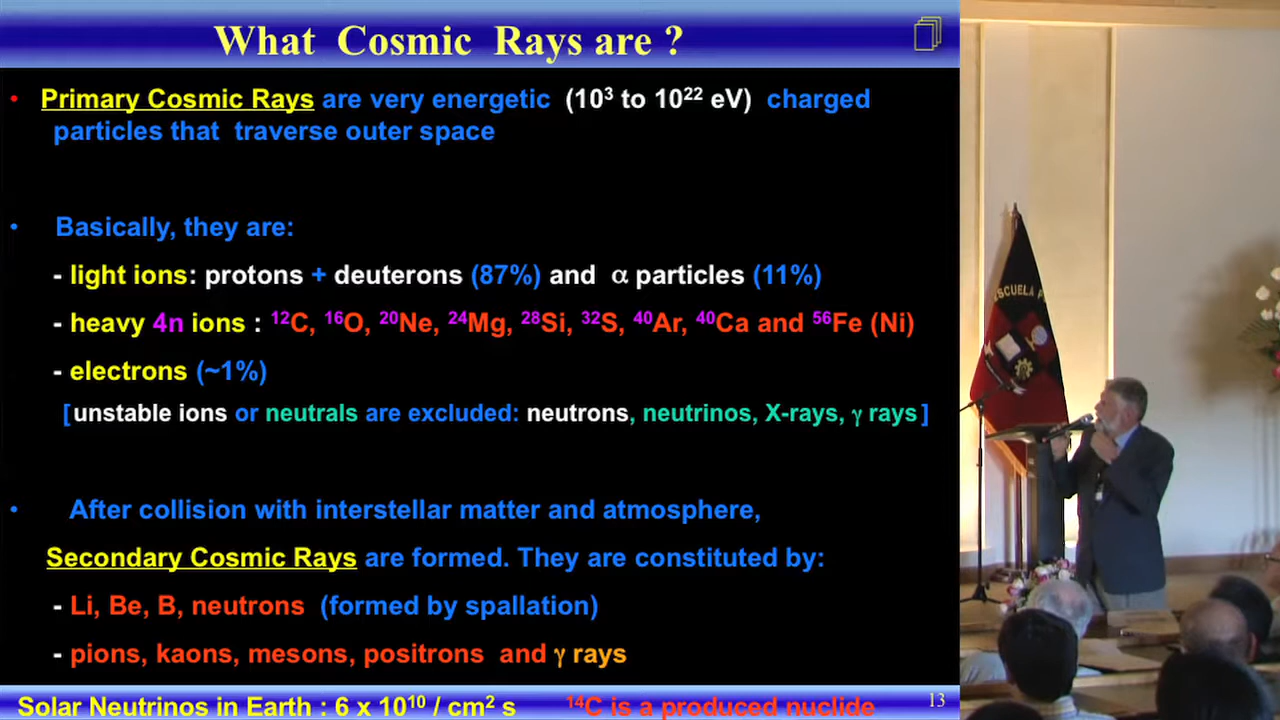 What Cosmic Rays are ?
• Primary Cosmic Rays are very energetic (10³ to 10²² eV) charged
particles that traverse outer space
• Basically, they are:
- light ions: protons + deuterons (87%) and α particles (11%)
- heavy 4n ions : ¹²C, ¹⁶O, ²⁰Ne, ²⁴Mg, ²⁸Si, ³²S, ⁴⁰Ar, ⁴⁰Ca and ⁵⁶Fe (Ni)
- electrons (~1%)
[unstable ions or neutrals are excluded: neutrons, neutrinos, X-rays, γ rays]
• After collision with interstellar matter and atmosphere,
Secondary Cosmic Rays are formed. They are constituted by:
- Li, Be, B, neutrons (formed by spallation)
- pions, kaons, mesons, positrons and γ rays
Solar Neutrinos in Earth : 6 x 10¹⁰ / cm² s ¹⁴C is a produced nuclide 13
ESCUELA